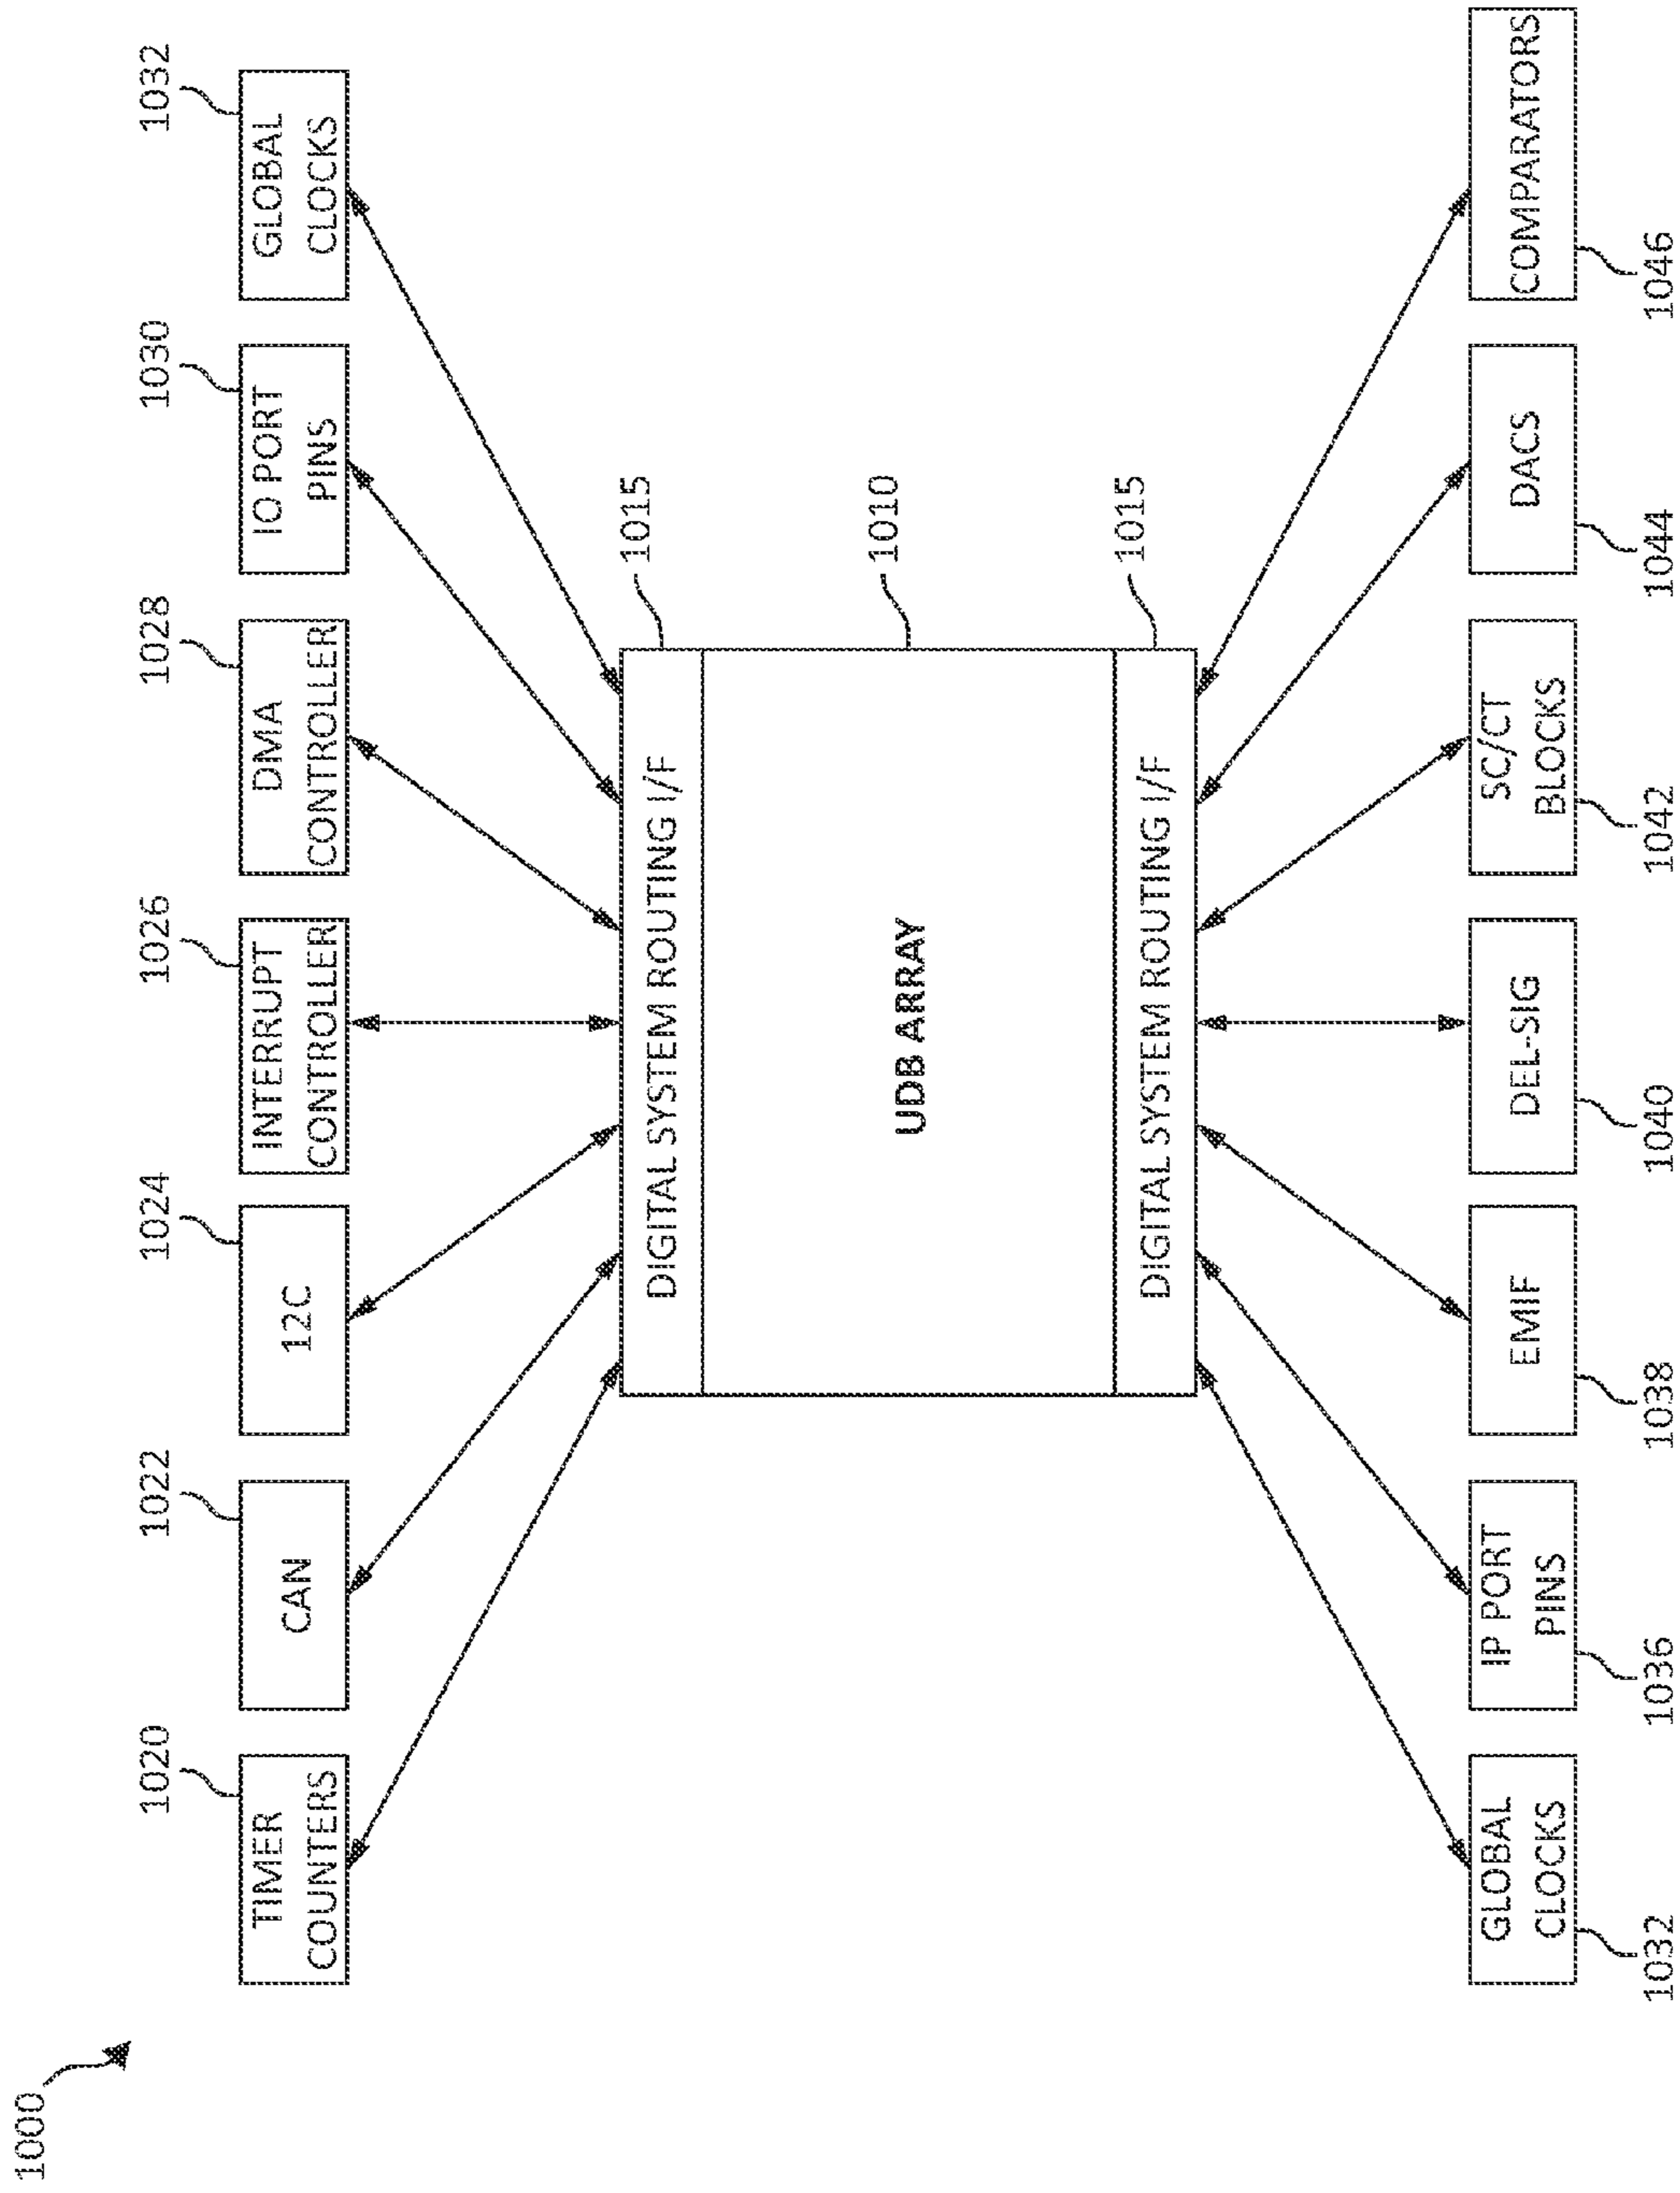 1000
1020
1022
1024
1026
1028
1030
1032
TIMER
COUNTERS
CAN
12C
INTERRUPT
CONTROLLER
DMA
CONTROLLER
IO PORT
PINS
GLOBAL
CLOCKS
DIGITAL SYSTEM ROUTING I/F
1015
UDB ARRAY
1010
DIGITAL SYSTEM ROUTING I/F
1015
GLOBAL
CLOCKS
IP PORT
PINS
EMIF
DEL-SIG
SC/CT
BLOCKS
DACS
COMPARATORS
1032
1036
1038
1040
1042
1044
1046